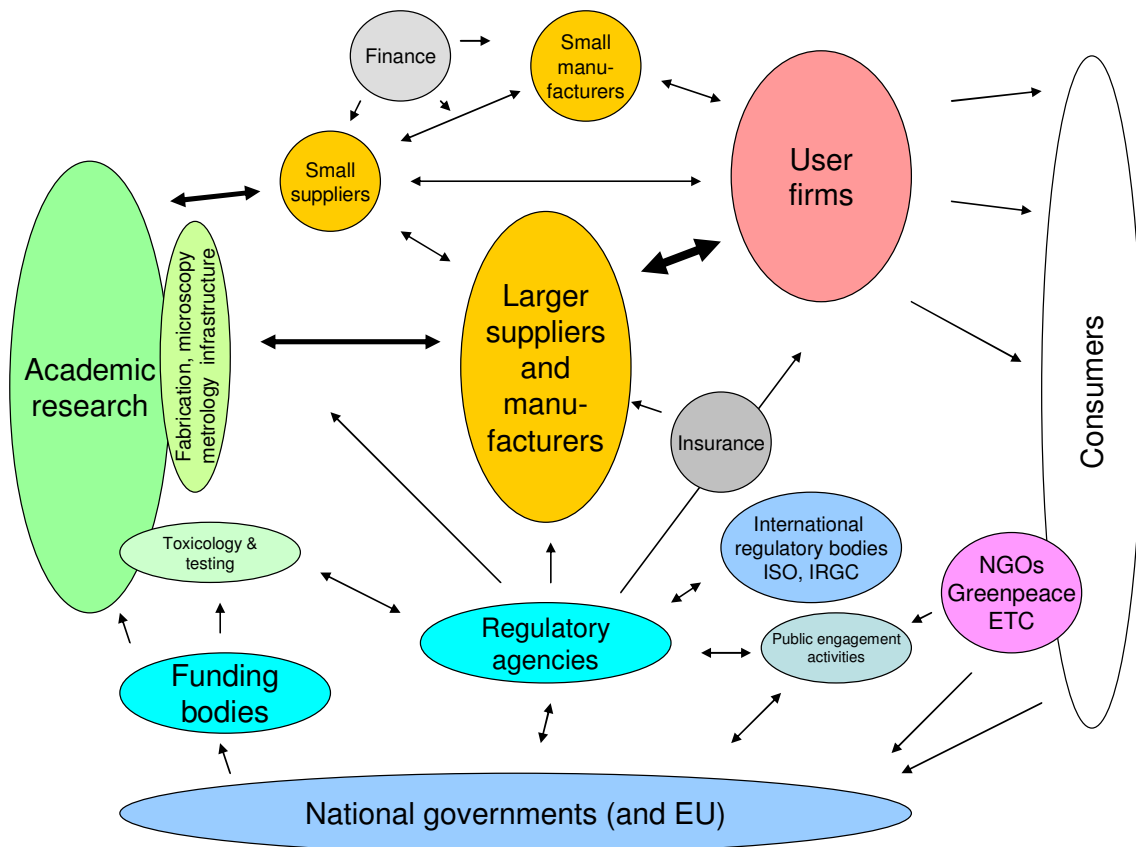 Finance
Small
manu-
facturers
User
firms
Small
suppliers
Larger
suppliers
and
manu-
facturers
Academic
research
Fabrication, microscopy
metrology infrastructure
Consumers
Insurance
International
regulatory bodies
ISO, IRGC
Toxicology &
testing
NGOs
Greenpeace
ETC
Regulatory
agencies
Public engagement
activities
Funding
bodies
National governments (and EU)